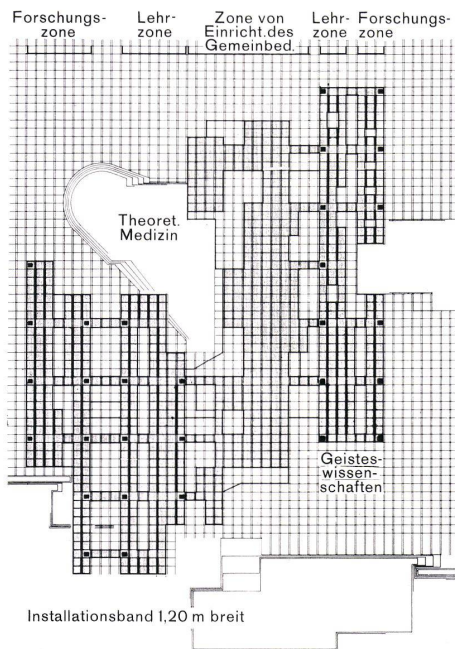 Forschungs-
zone
Lehr-
zone
Zone von
Einricht.des
Gemeinbed.
Lehr-
zone
Forschungs-
zone
Theoret.
Medizin
Geistes-
wissen-
schaften
Installationsband 1,20 m breit